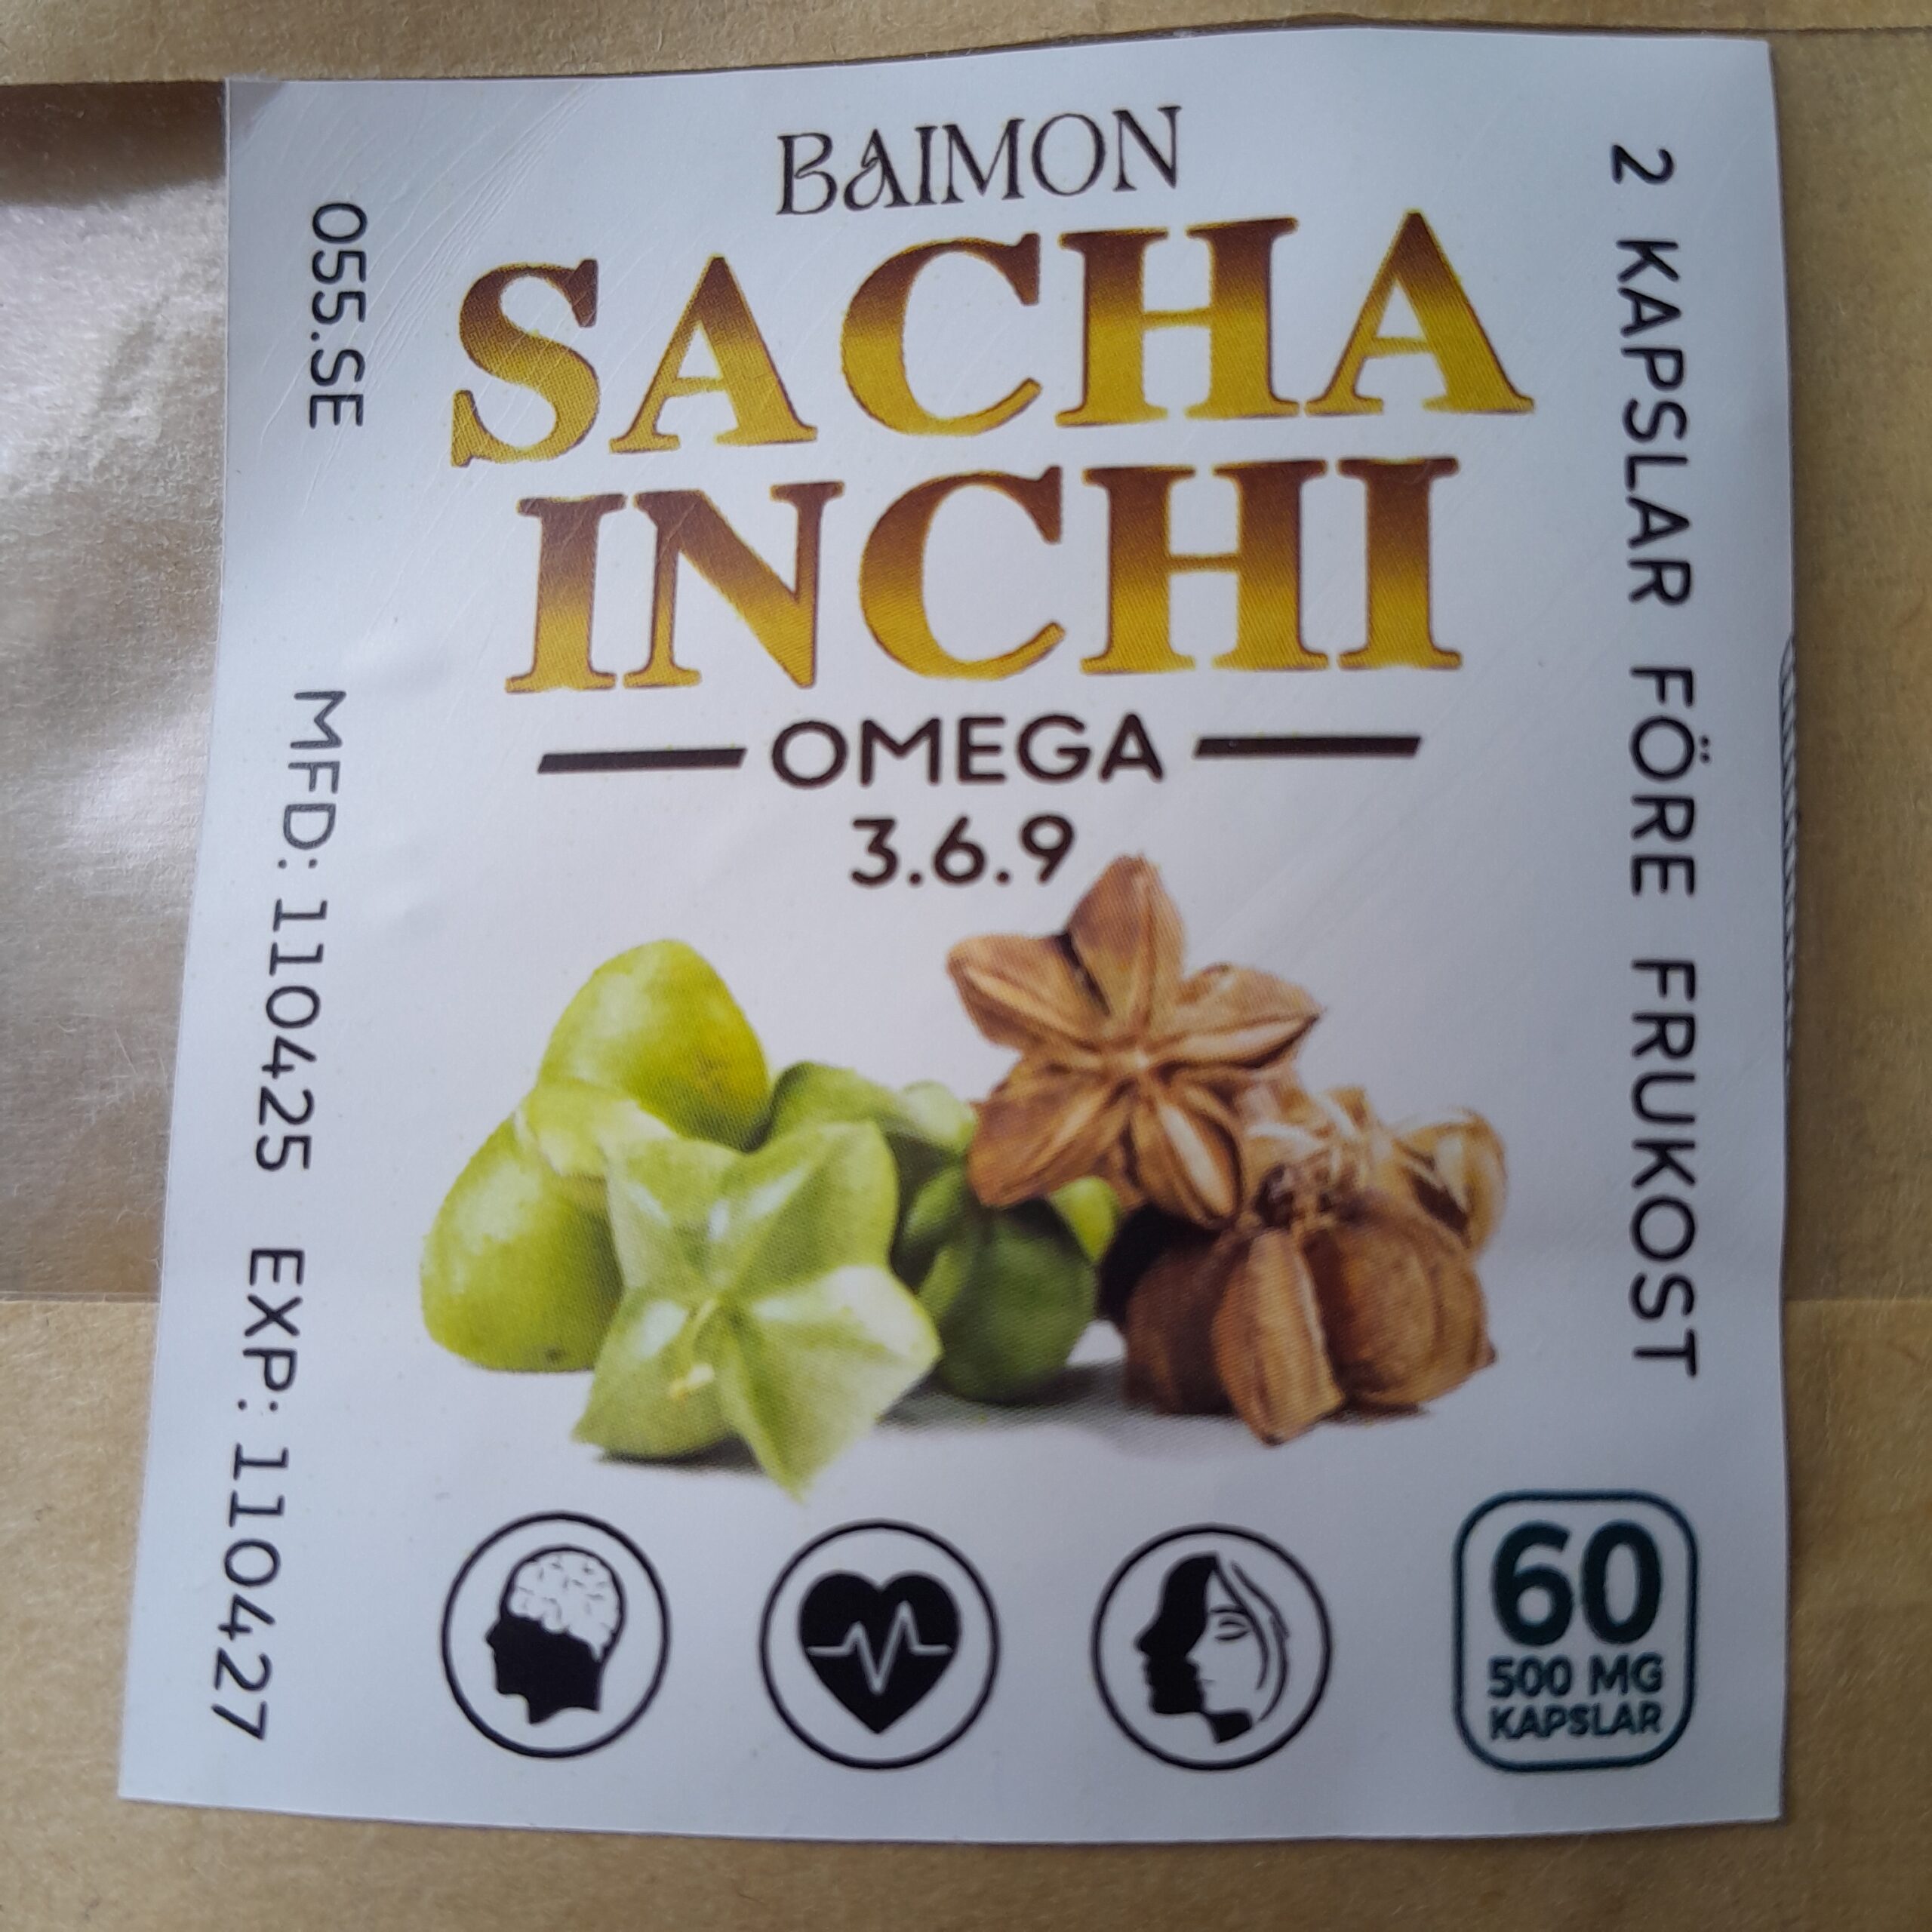 BAIMON
SACHA
INCHI
OMEGA
3.6.9
055.SE
MFD: 110425 EXP: 110427
2 KAPSLAR FÖRE FRUKOST
60
500 MG
KAPSLAR